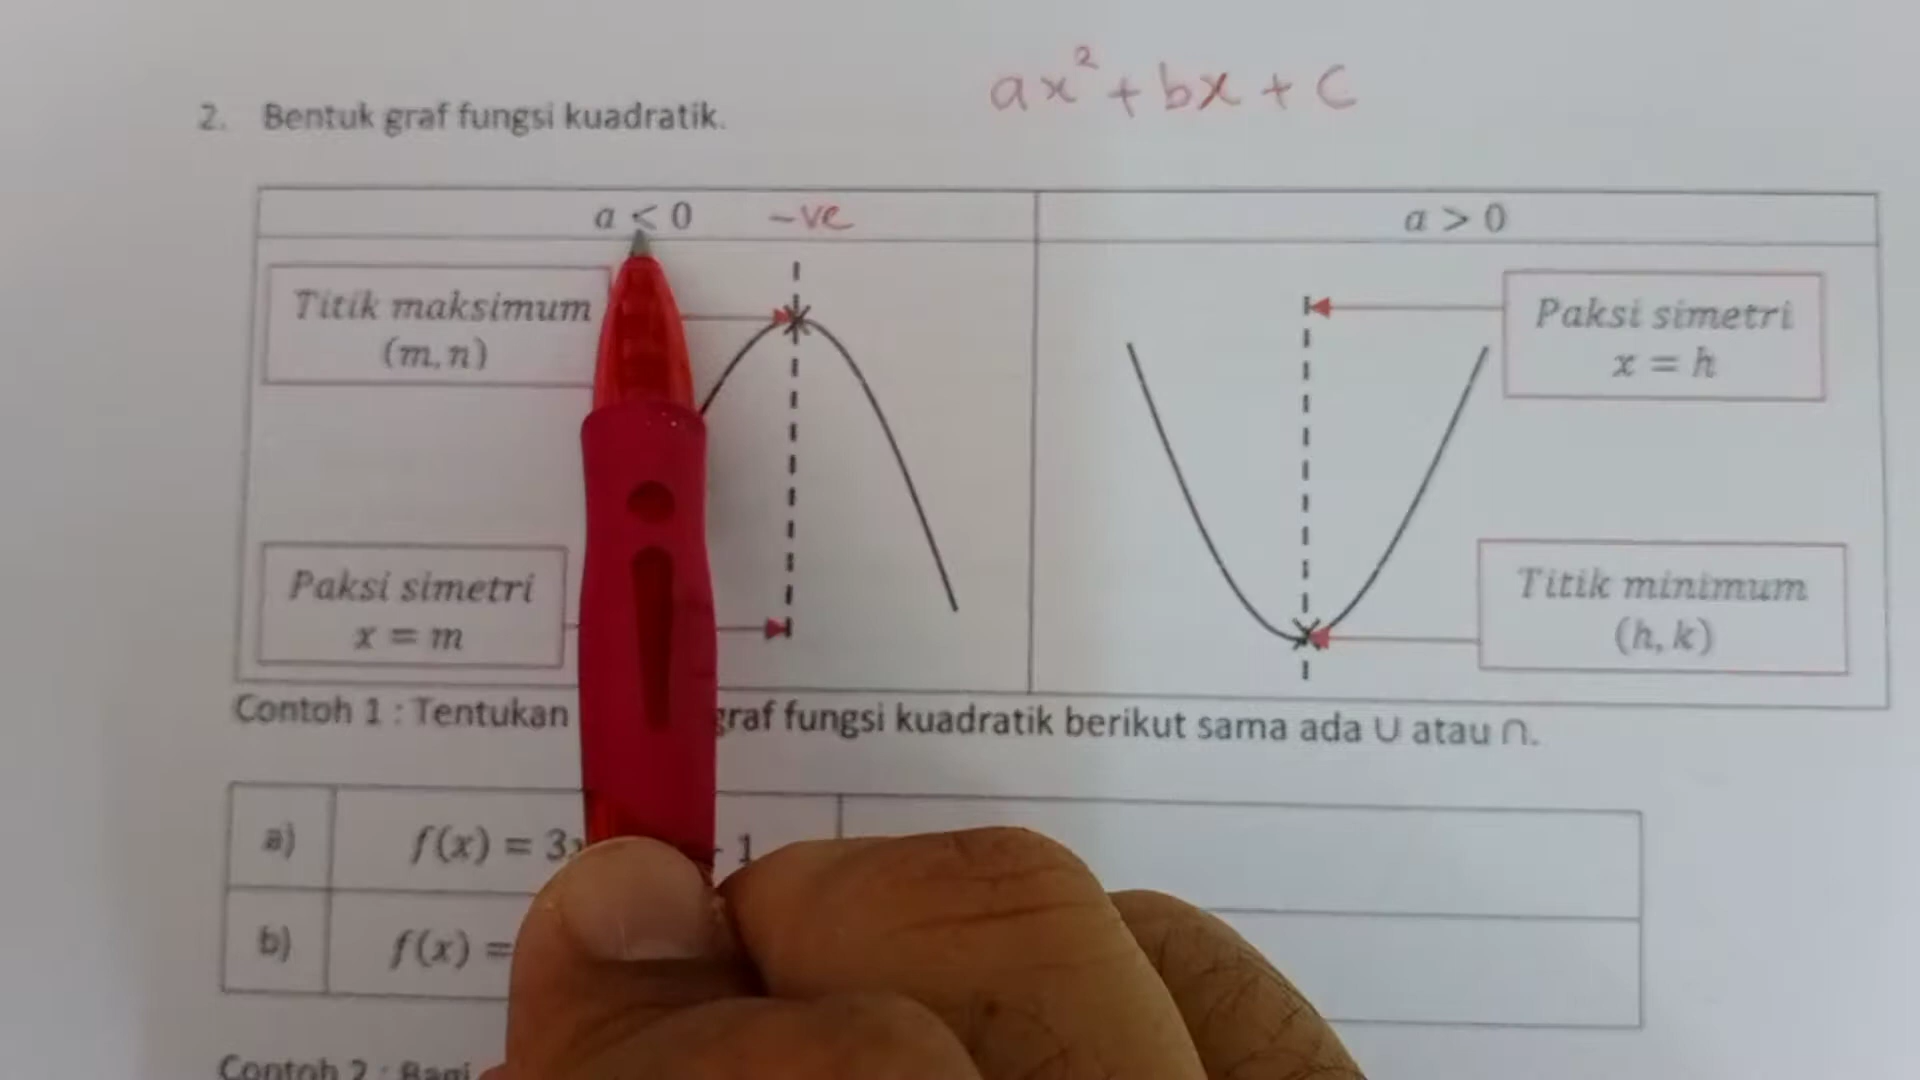 ax² + bx + c
2. Bentuk graf fungsi kuadratik.
a < 0 -ve
a > 0
Titik maksimum
(m, n)
Paksi simetri
x = h
Paksi simetri
x = m
Titik minimum
(h, k)
Contoh 1 : Tentukan graf fungsi kuadratik berikut sama ada U atau ∩.
a) f(x) = 3 1
b) f(x) =
Contoh 2 : Bagi